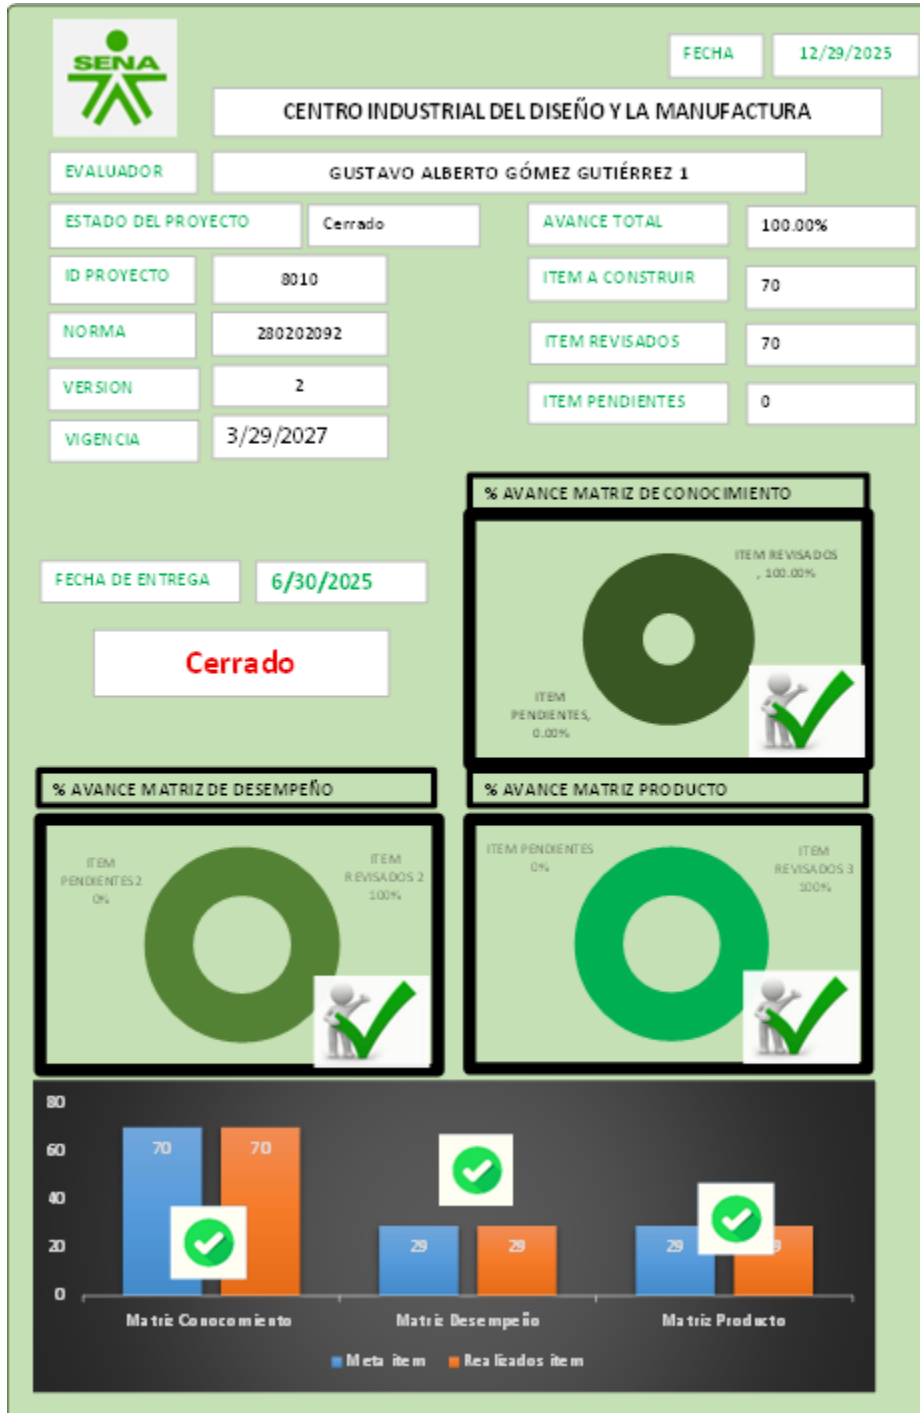 SENA
FECHA 12/29/2025
CENTRO INDUSTRIAL DEL DISEÑO Y LA MANUFACTURA
EVALUADOR GUSTAVO ALBERTO GÓMEZ GUTIÉRREZ 1
ESTADO DEL PROYECTO Cerrado AVANCE TOTAL 100.00%
ID PROYECTO 8010 ITEM A CONSTRUIR 70
NORMA 280202092 ITEM REVISADOS 70
VERSION 2 ITEM PENDIENTES 0
VIGENCIA 3/29/2027
% AVANCE MATRIZ DE CONOCIMIENTO
ITEM REVISADOS
, 100.00%
FECHA DE ENTREGA 6/30/2025
Cerrado
ITEM
PENDIENTES,
0.00%
% AVANCE MATRIZ DE DESEMPEÑO
ITEM
PENDIENTES 2
0%
ITEM
REVISADOS 2
100%
% AVANCE MATRIZ PRODUCTO
ITEM PENDIENTES
0%
ITEM
REVISADOS 3
100%
80
60
40
20
0
70 70
29 29
29 9
Matriz Conocomiento Matriz Desempeño Matriz Producto
Meta item Realizados item